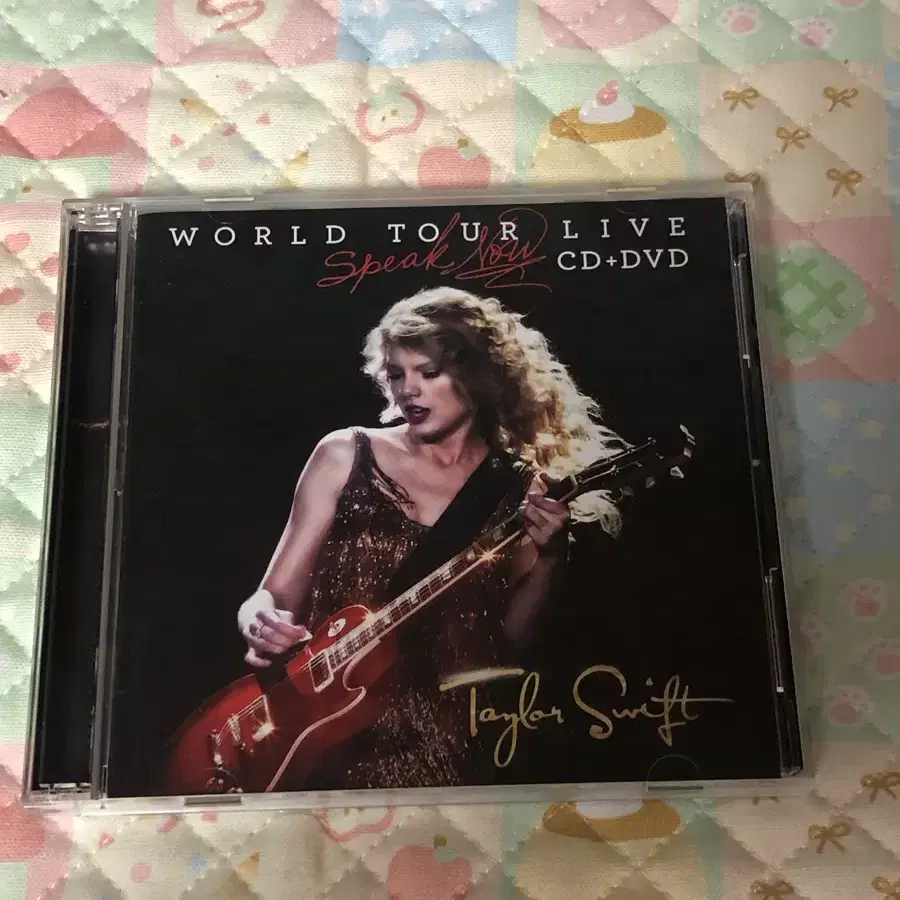 WORLD TOUR LIVE
Speak Now CD+DVD
Taylor Swift